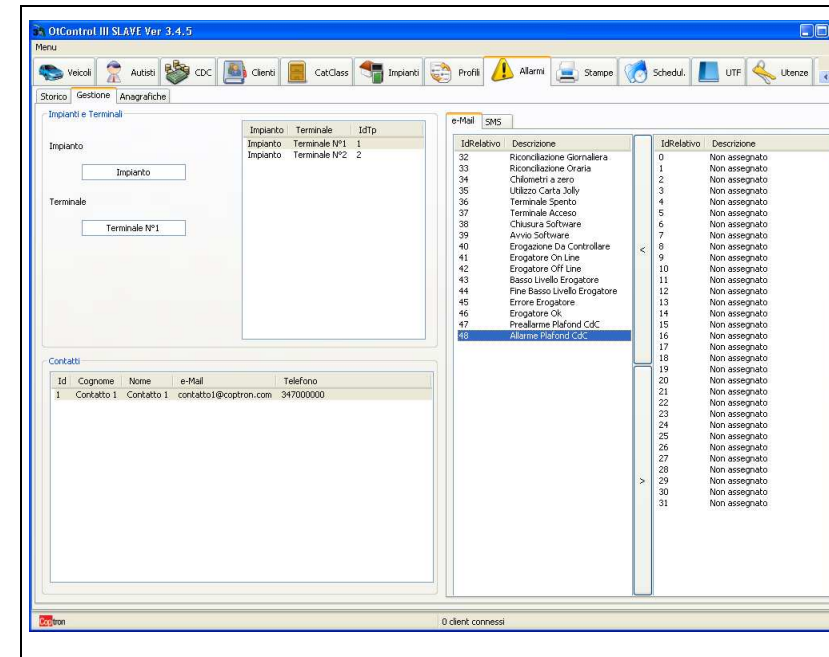 OtControl III SLAVE Ver 3.4.5
Menu
Veicoli Autisti CDC Clienti CatClass Impianti Profili Allarmi Stampe Schedul. UTF Utenze
Storico Gestione Anagrafiche
Impianti e Terminali
Impianto
Impianto
Terminale
Terminale N°1
Impianto Terminale IdTp
Impianto Terminale N°1 1
Impianto Terminale N°2 2
Contatti
Id Cognome Nome e-Mail Telefono
1 Contatto 1 Contatto 1 contatto1@coptron.com 347000000
e-Mail SMS
IdRelativo Descrizione
32 Riconciliazione Giornaliera
33 Riconciliazione Oraria
34 Chilometri a zero
35 Utilizzo Carta Jolly
36 Terminale Spento
37 Terminale Acceso
38 Chiusura Software
39 Avvio Software
40 Erogazione Da Controllare
41 Erogatore On Line
42 Erogatore Off Line
43 Basso Livello Erogatore
44 Fine Basso Livello Erogatore
45 Errore Erogatore
46 Erogatore Ok
47 Preallarme Plafond CdC
48 Allarme Plafond CdC
<
>
IdRelativo Descrizione
0 Non assegnato
1 Non assegnato
2 Non assegnato
3 Non assegnato
4 Non assegnato
5 Non assegnato
6 Non assegnato
7 Non assegnato
8 Non assegnato
9 Non assegnato
10 Non assegnato
11 Non assegnato
12 Non assegnato
13 Non assegnato
14 Non assegnato
15 Non assegnato
16 Non assegnato
17 Non assegnato
18 Non assegnato
19 Non assegnato
20 Non assegnato
21 Non assegnato
22 Non assegnato
23 Non assegnato
24 Non assegnato
25 Non assegnato
26 Non assegnato
27 Non assegnato
28 Non assegnato
29 Non assegnato
30 Non assegnato
31 Non assegnato
Coptron
0 client connessi